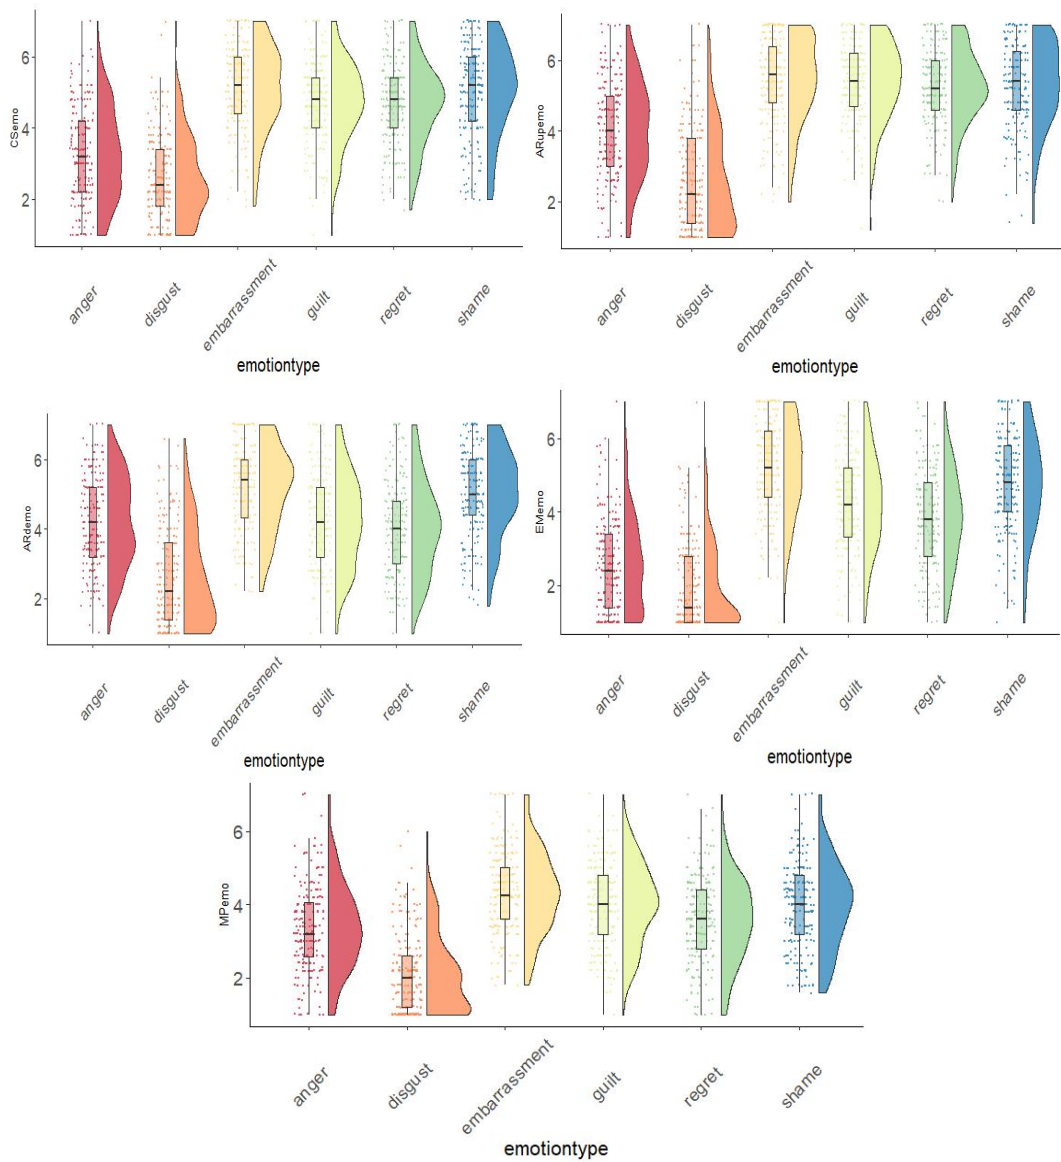 CSemo
6
4
2
anger
disgust
embarrassment
guilt
regret
shame
emotiontype
ARupemo
6
4
2
anger
disgust
embarrassment
guilt
regret
shame
emotiontype
ARdemo
6
4
2
anger
disgust
embarrassment
guilt
regret
shame
emotiontype
EMemo
6
4
2
anger
disgust
embarrassment
guilt
regret
shame
emotiontype
MPemo
6
4
2
anger
disgust
embarrassment
guilt
regret
shame
emotiontype